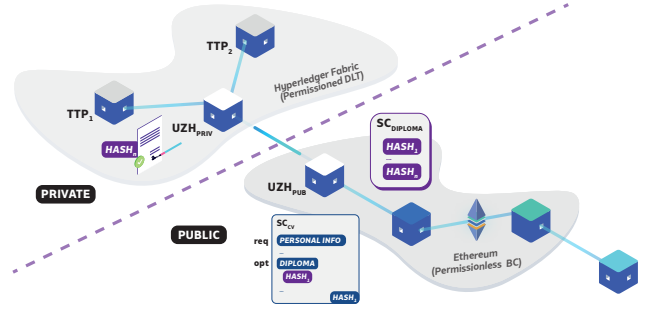 TTP2
Hyperledger Fabric
(Permissioned DLT)
TTP1
UZHPRIV
HASHn
PRIVATE
SCDIPLOMA
HASH1
...
HASHn
UZHPUB
PUBLIC
SCCV
req PERSONAL INFO
...
opt DIPLOMA
HASH1
...
HASH1
Ethereum
(Permissionless BC)